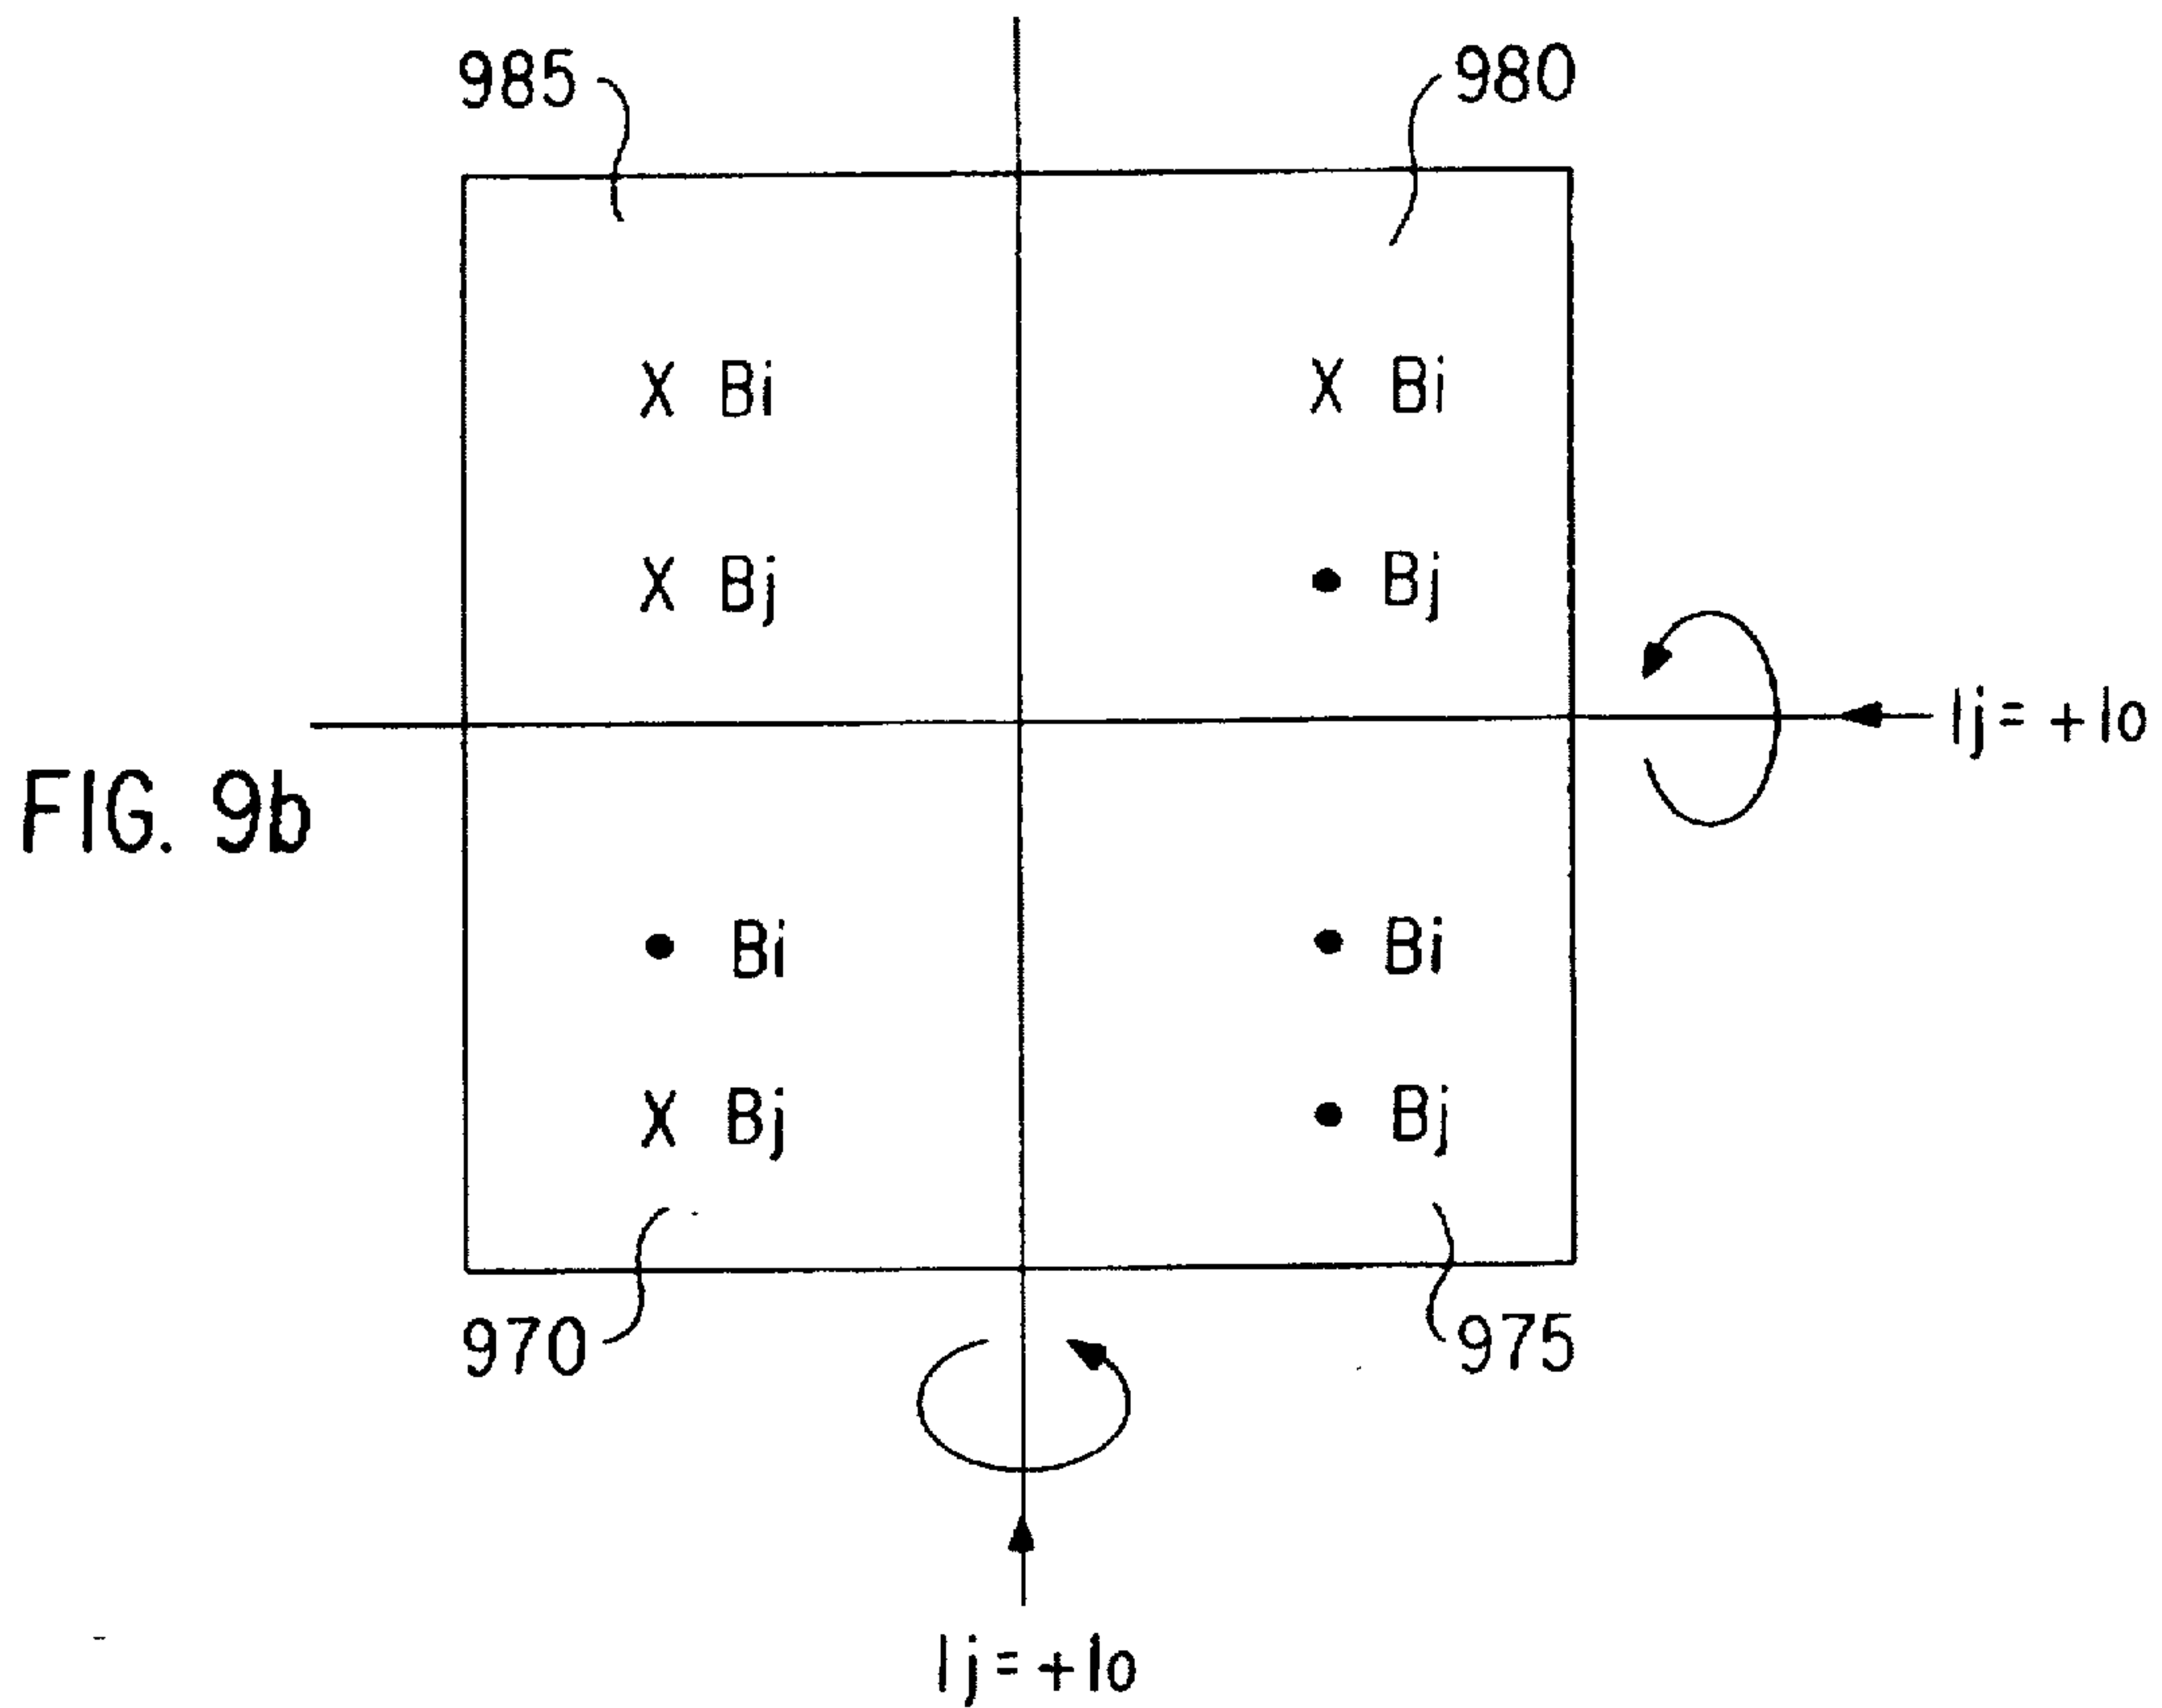 985 980
X Bi X Bi
X Bj • Bj
Ij = +Io
FIG. 9b
• Bi • Bi
X Bj • Bj
970 975
Ij = +Io